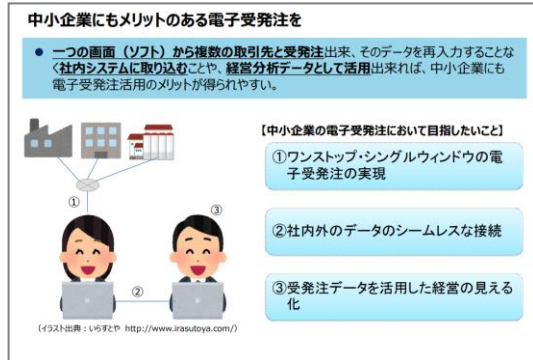 中小企業にもメリットのある電子受発注を
● 一つの画面（ソフト）から複数の取引先と受発注出来、そのデータを再入力することな
く社内システムに取り込むことや、経営分析データとして活用出来れば、中小企業にも
電子受発注活用のメリットが得られやすい。
【中小企業の電子受発注において目指したいこと】
①ワンストップ・シングルウィンドウの電
子受発注の実現
②社内外のデータのシームレスな接続
③受発注データを活用した経営の見える
化
①
③
②
（イラスト出典：いらすとや http://www.irasutoya.com/）